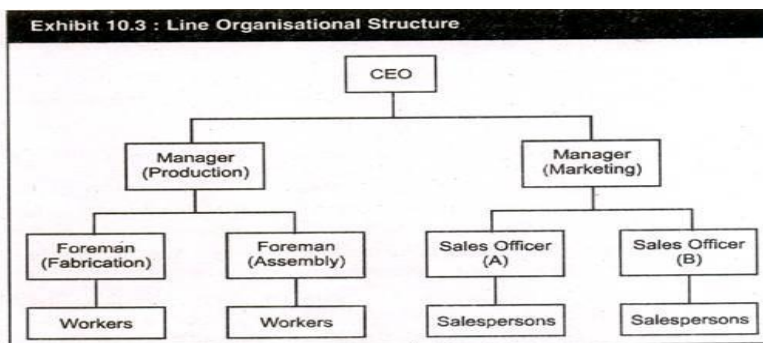 Exhibit 10.3 : Line Organisational Structure
CEO
Manager
(Production)
Manager
(Marketing)
Foreman
(Fabrication)
Foreman
(Assembly)
Sales Officer
(A)
Sales Officer
(B)
Workers
Workers
Salespersons
Salespersons